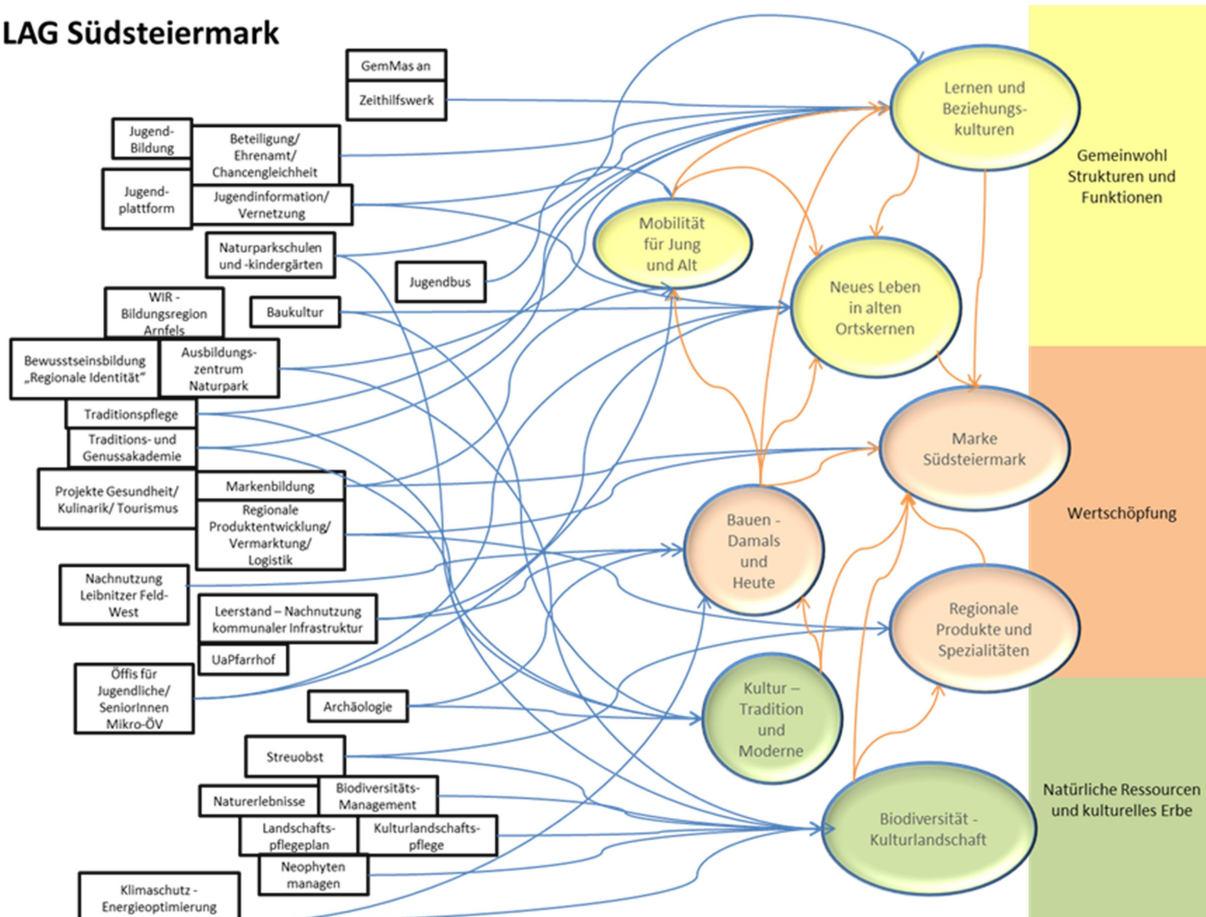 LAG Südsteiermark
GemMas an
Zeithilfswerk
Jugend-
Bildung
Beteiligung/
Ehrenamt/
Chancengleichheit
Jugend-
plattform
Jugendinformation/
Vernetzung
Naturparkschulen
und -kindergärten
Jugendbus
WIR -
Bildungsregion
Arnfels
Baukultur
Bewusstseinsbildung
„Regionale Identität“
Ausbildungs-
zentrum
Naturpark
Traditionspflege
Traditions- und
Genussakademie
Projekte Gesundheit/
Kulinarik/ Tourismus
Markenbildung
Regionale
Produktentwicklung/
Vermarktung/
Logistik
Nachnutzung
Leibnitzer Feld-
West
Leerstand – Nachnutzung
kommunaler Infrastruktur
UaPfarrhof
Öffis für
Jugendliche/
SeniorInnen
Mikro-ÖV
Archäologie
Streuobst
Naturerlebnisse
Biodiversitäts-
Management
Landschafts-
pflegeplan
Kulturlandschafts-
pflege
Neophyten
managen
Klimaschutz -
Energieoptimierung
Lernen und
Beziehungs-
kulturen
Mobilität
für Jung
und Alt
Neues Leben
in alten
Ortskernen
Marke
Südsteiermark
Bauen -
Damals
und
Heute
Regionale
Produkte und
Spezialitäten
Kultur –
Tradition
und
Moderne
Biodiversität -
Kulturlandschaft
Gemeinwohl
Strukturen und
Funktionen
Wertschöpfung
Natürliche Ressourcen
und kulturelles Erbe